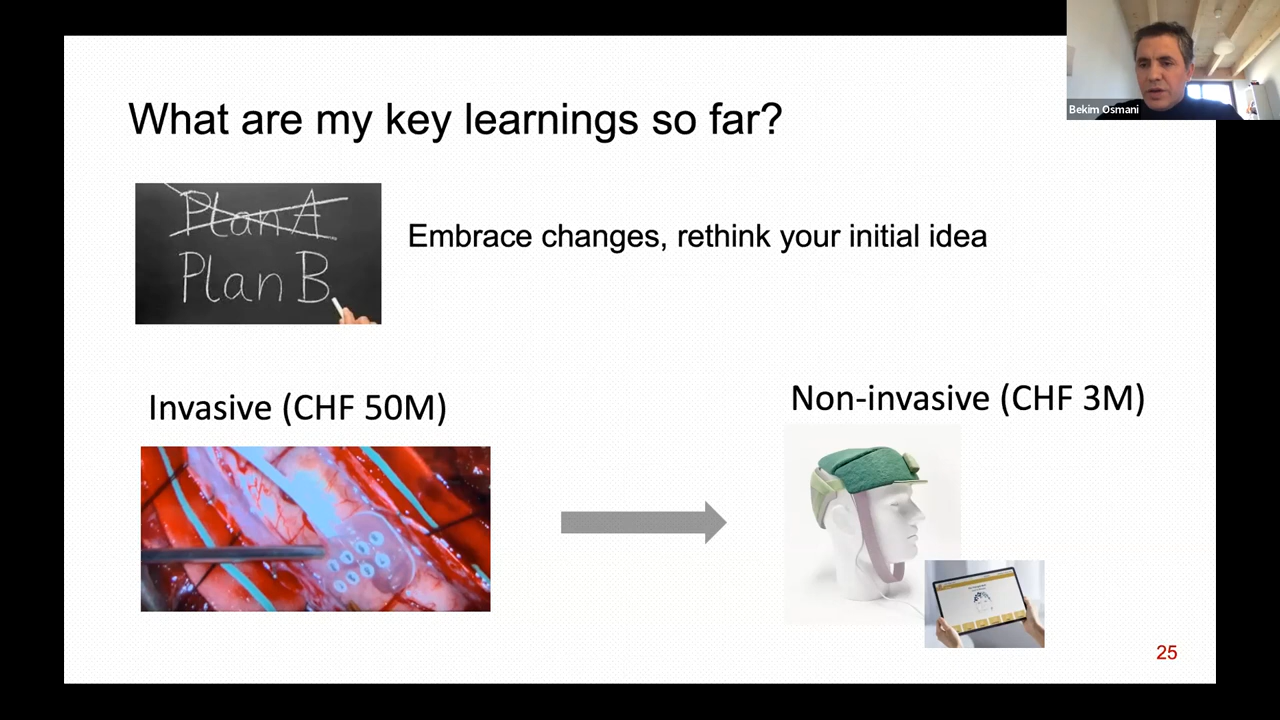 Bekim Osmani
What are my key learnings so far?
Plan A
Plan B
Embrace changes, rethink your initial idea
Invasive (CHF 50M)
Non-invasive (CHF 3M)
25